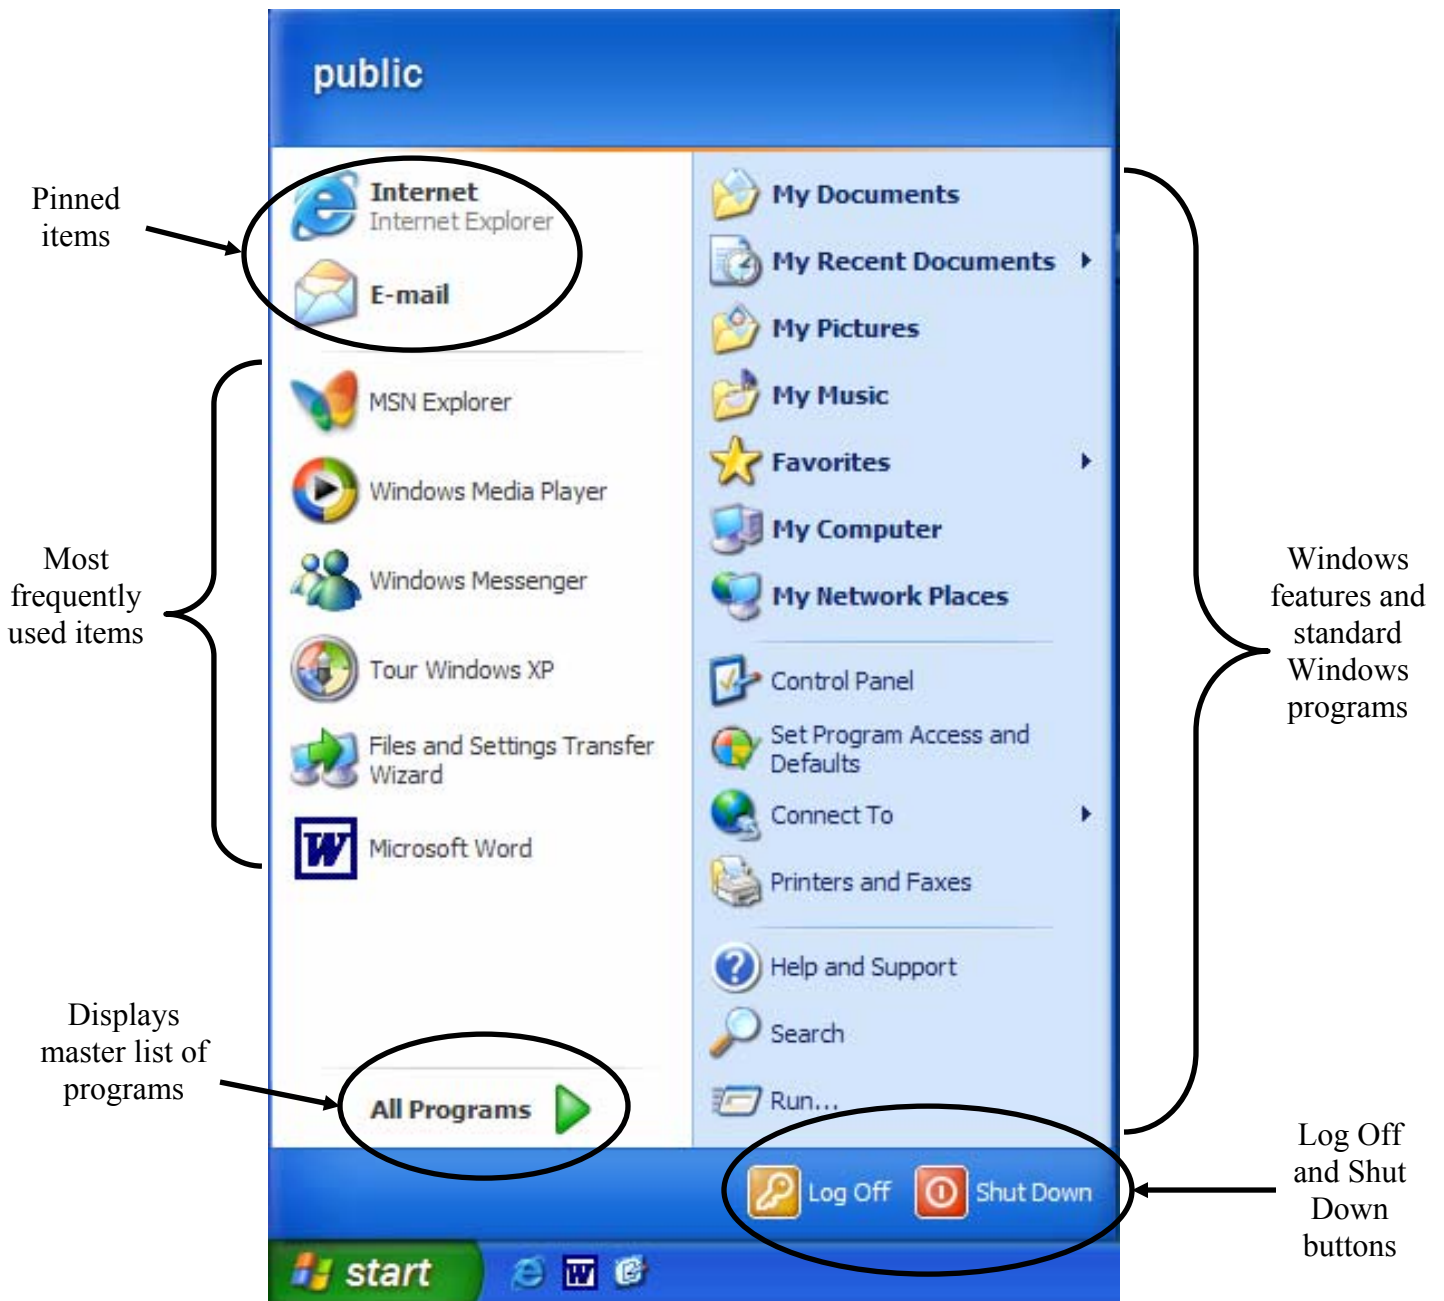 public
Pinned
items
Internet
Internet Explorer
E-mail
Most
frequently
used items
MSN Explorer
Windows Media Player
Windows Messenger
Tour Windows XP
Files and Settings Transfer
Wizard
Microsoft Word
Displays
master list of
programs
All Programs
My Documents
My Recent Documents
My Pictures
My Music
Favorites
My Computer
My Network Places
Control Panel
Set Program Access and
Defaults
Connect To
Printers and Faxes
Help and Support
Search
Run...
Windows
features and
standard
Windows
programs
Log Off
Shut Down
Log Off
and Shut
Down
buttons
start